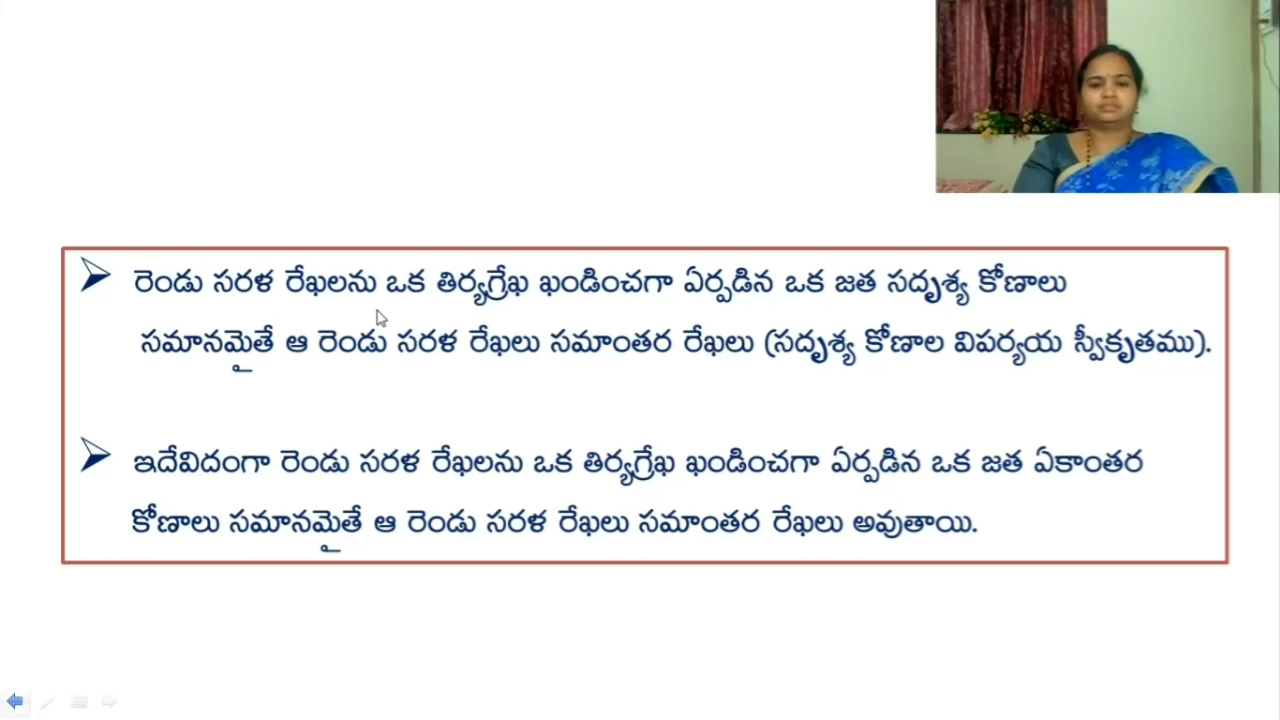 రెండు సరళ రేఖలను ఒక తిర్యగ్రేఖ ఖండించగా ఏర్పడిన ఒక జత సదృశ్య కోణాలు
సమానమైతే ఆ రెండు సరళ రేఖలు సమాంతర రేఖలు (సదృశ్య కోణాల విపర్యయ స్వీకృతము).
ఇదేవిదంగా రెండు సరళ రేఖలను ఒక తిర్యగ్రేఖ ఖండించగా ఏర్పడిన ఒక జత ఏకాంతర
కోణాలు సమానమైతే ఆ రెండు సరళ రేఖలు సమాంతర రేఖలు అవుతాయి.